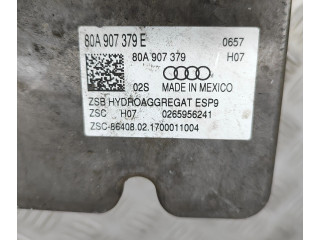 80A 907 379 E 0657
80A 907 379 H07
02S MADE IN MEXICO
ZSB HYDROAGGREGAT ESP9
ZSC H07 0265956241
ZSC-86408.02.1700011004